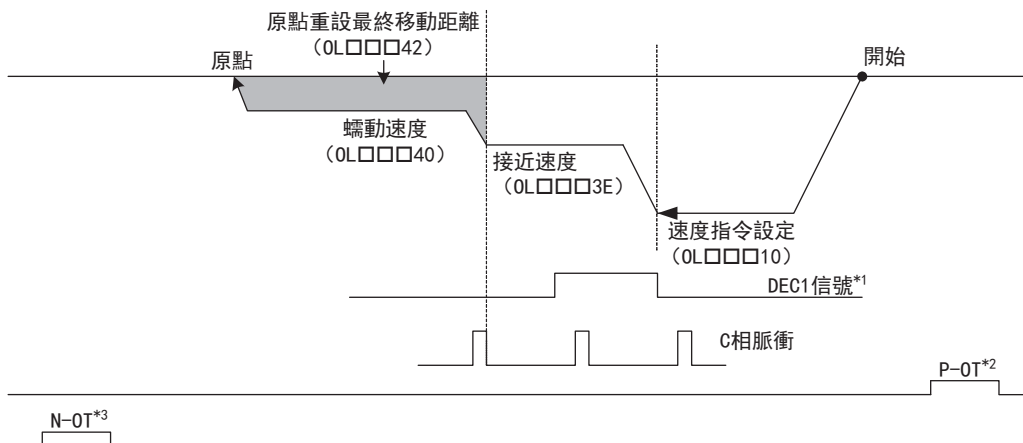 原點重設最終移動距離
(OL□□□42)
原點
開始
蠕動速度
(OL□□□40)
接近速度
(OL□□□3E)
速度指令設定
(OL□□□10)
DEC1信號*1
C相脈衝
P-OT*2
N-OT*3